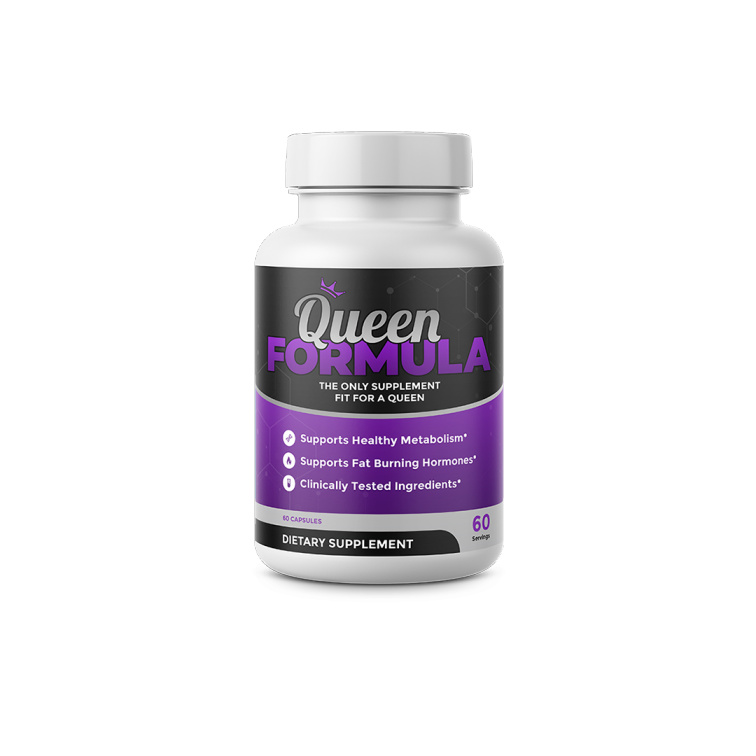 Queen
FORMULA
THE ONLY SUPPLEMENT
FIT FOR A QUEEN
Supports Healthy Metabolism*
Supports Fat Burning Hormones*
Clinically Tested Ingredients*
60 CAPSULES
60
Servings
DIETARY SUPPLEMENT